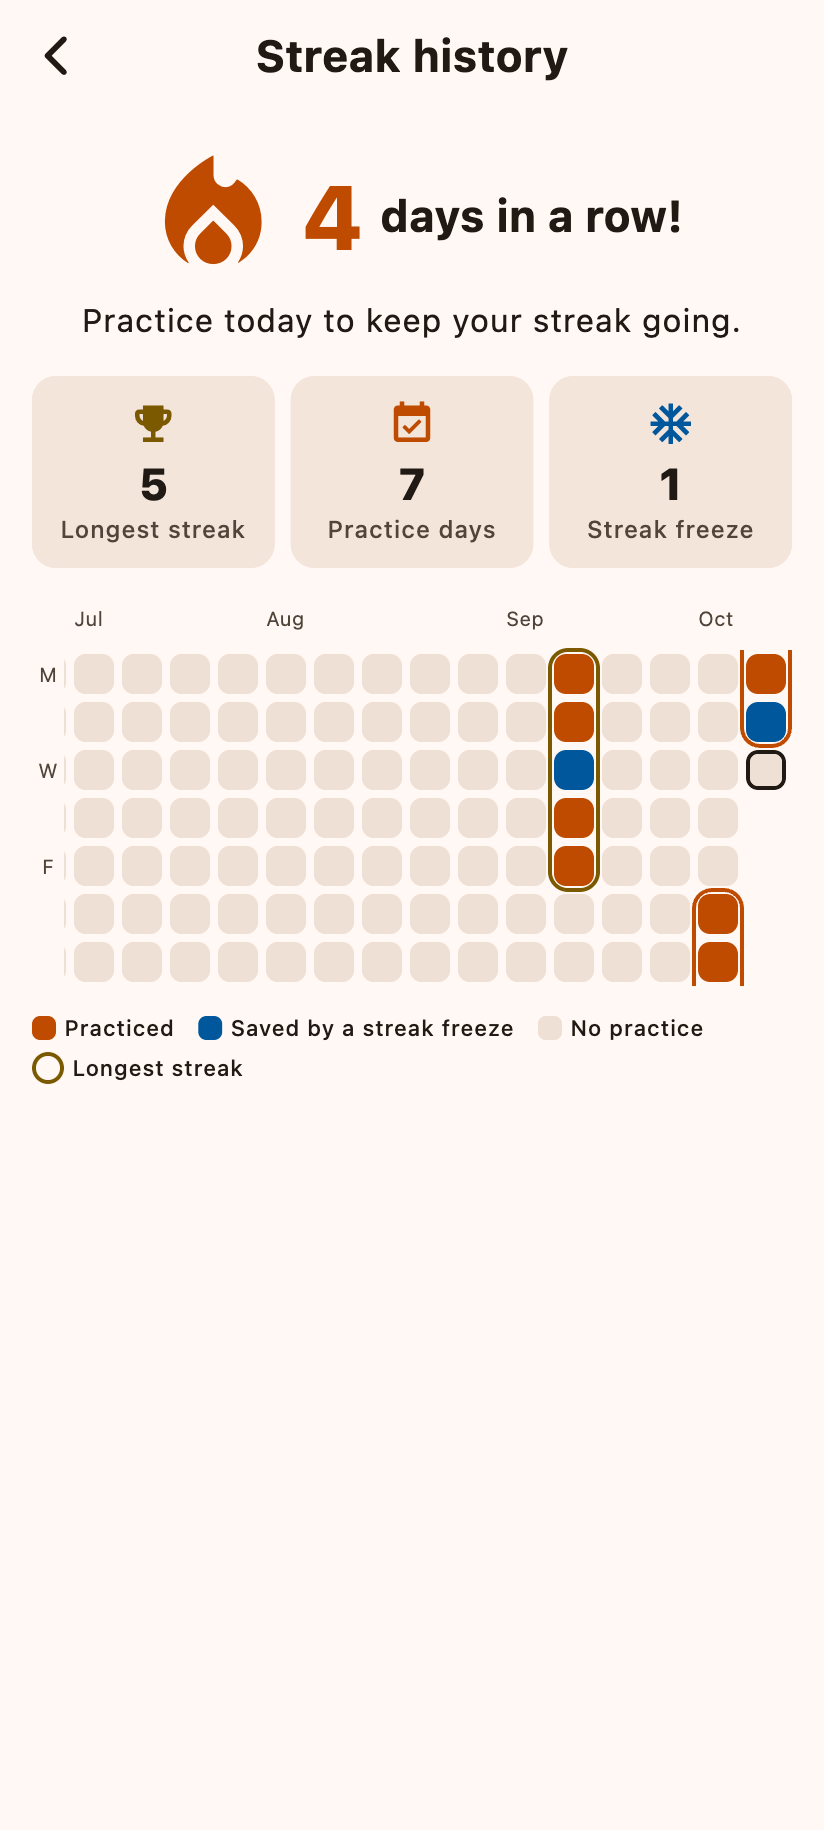 Streak history
4 days in a row!
Practice today to keep your streak going.
5
Longest streak
7
Practice days
1
Streak freeze
Jul Aug Sep Oct
M
W
F
Practiced Saved by a streak freeze No practice
Longest streak